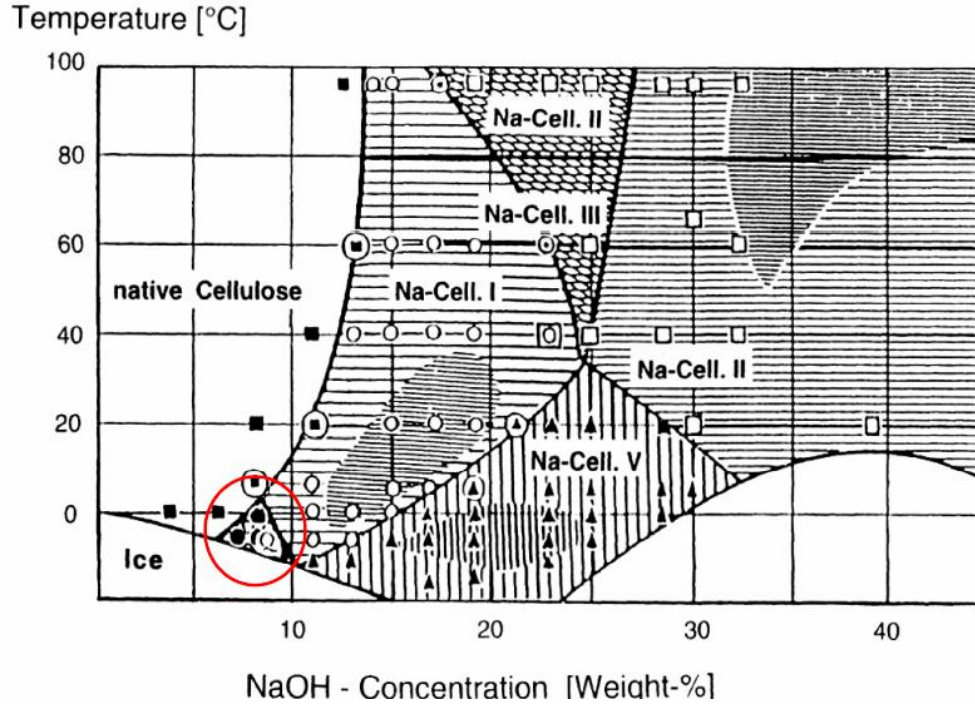 Temperature [°C]
100
80
60
40
20
0
Na-Cell. II
Na-Cell. III
native Cellulose
Na-Cell. I
Na-Cell. II
Na-Cell. V
Ice
10
20
30
40
NaOH - Concentration [Weight-%]